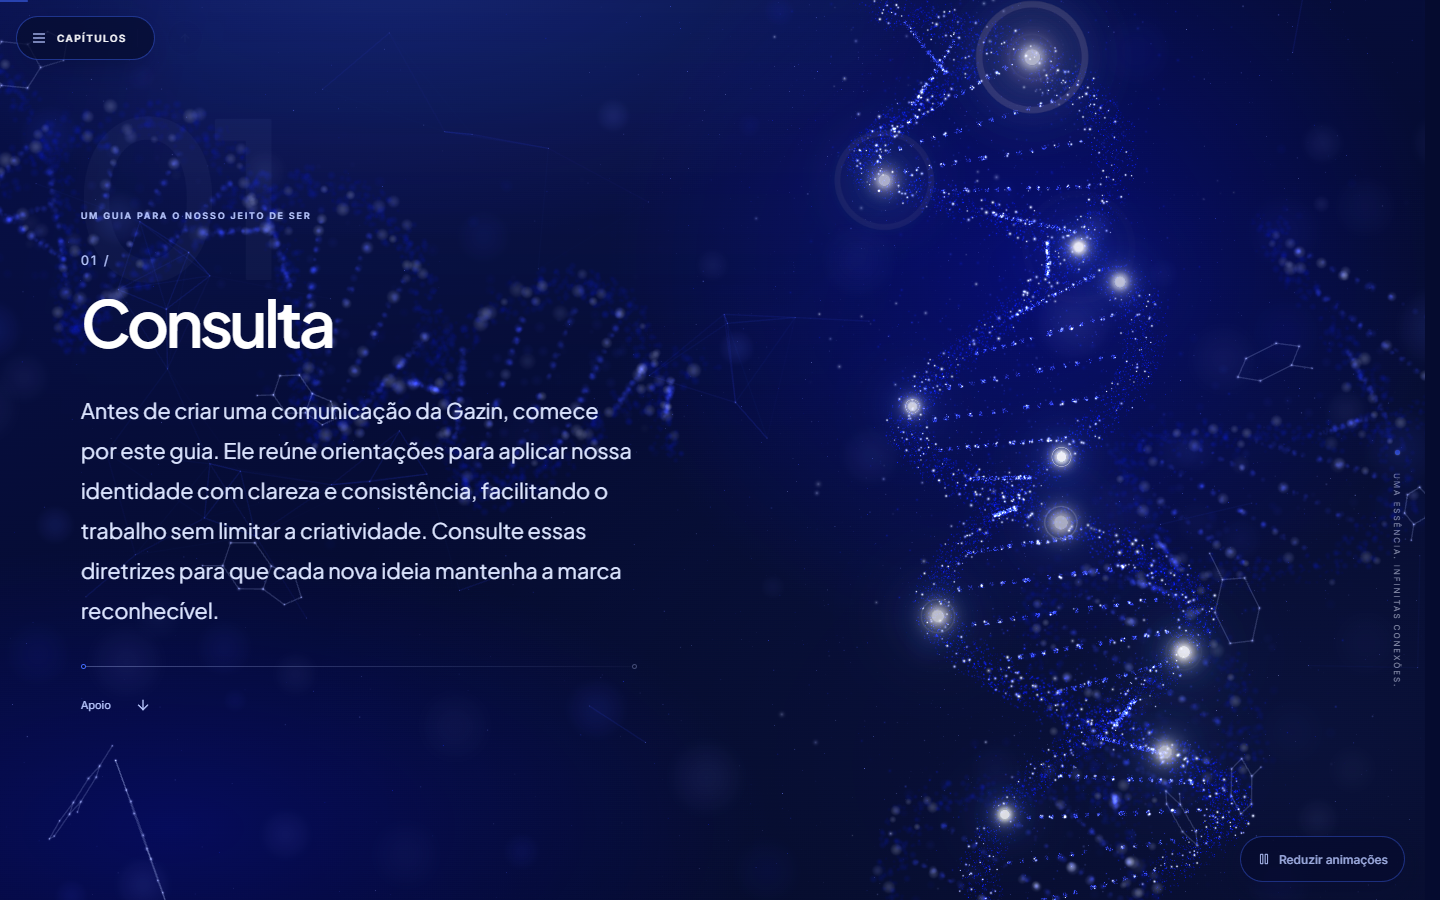 CAPÍTULOS
01
UM GUIA PARA O NOSSO JEITO DE SER
01 /
Consulta
Antes de criar uma comunicação da Gazin, comece
por este guia. Ele reúne orientações para aplicar nossa
identidade com clareza e consistência, facilitando o
trabalho sem limitar a criatividade. Consulte essas
diretrizes para que cada nova ideia mantenha a marca
reconhecível.
Apoio
UMA ESSÊNCIA. INFINITAS CONEXÕES.
Reduzir animações